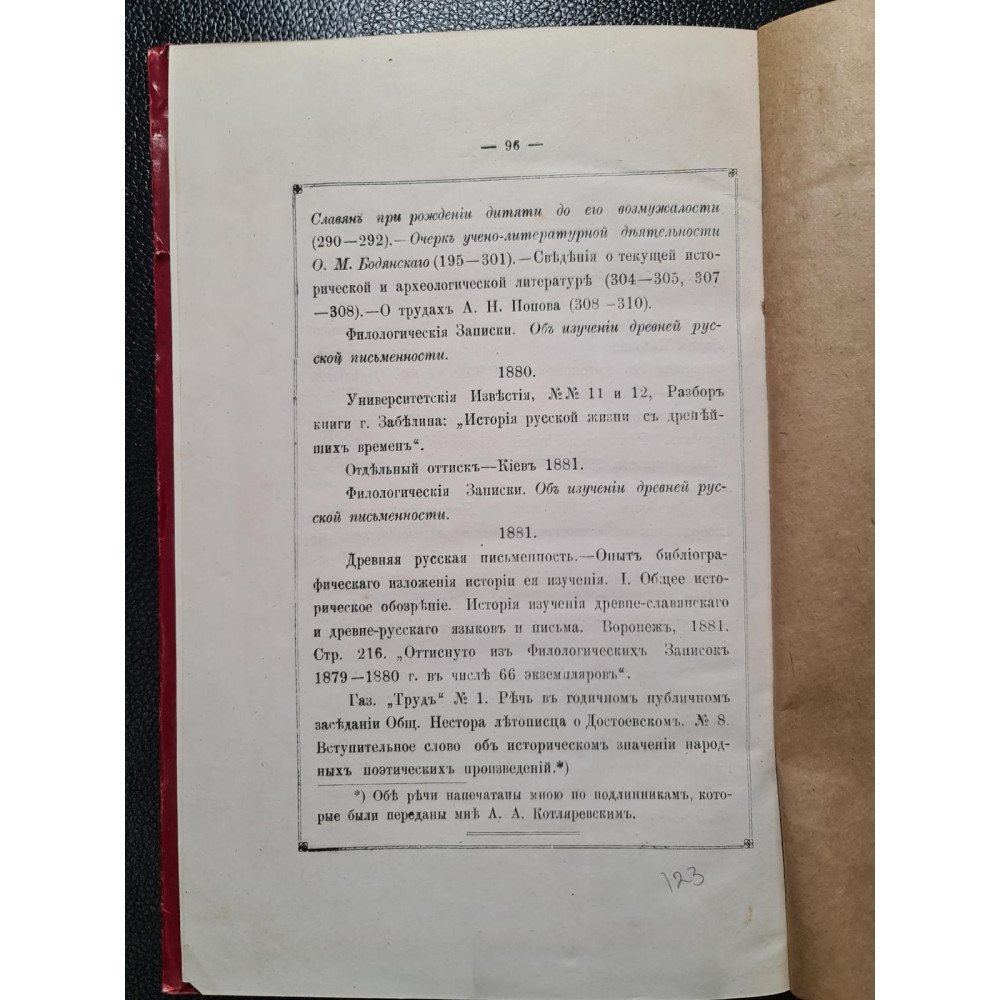 — 96 —
Славянъ при рожденіи дитяти до его возмужалости
(290—292).—Очеркъ учено-литературной дѣятельности
О. М. Бодянскаго (195—301).—Свѣдѣнія о текущей исто-
рической и археологической литературѣ (304—305, 307
—308).—О трудахъ А. Н. Попова (308 -310).
Филологическія Записки. Объ изученіи древней рус-
ской письменности.
1880.
Университетскія Извѣстія, №№ 11 и 12, Разборъ
книги г. Забѣлина: „Исторія русской жизни съ древѣй-
шихъ временъ“.
Отдѣльный оттискъ—Кіевъ 1881.
Филологическія Записки. Объ изученіи древней рус-
ской письменности.
1881.
Древняя русская письменность.—Опытъ библіогра-
фическаго изложенія исторіи ея изученія. I. Общее исто-
рическое обозрѣніе. Исторія изученія древне-славянскаго
и древне-русскаго языковъ и письма. Воронежъ, 1881.
Стр. 216. „Оттиснуто изъ Филологическихъ Записокъ
1879—1880 г. въ числѣ 66 экземпляровъ“.
Газ. „Трудъ“ № 1. Рѣчь въ годичномъ публичномъ
засѣданіи Общ. Нестора лѣтописца о Достоевскомъ. № 8.
Вступительное слово объ историческомъ значеніи народ-
ныхъ поэтическихъ произведеній.*)
*) Обѣ рѣчи напечатаны мною по подлинникамъ, кото-
рые были переданы мнѣ А. А. Котляревскимъ.
123